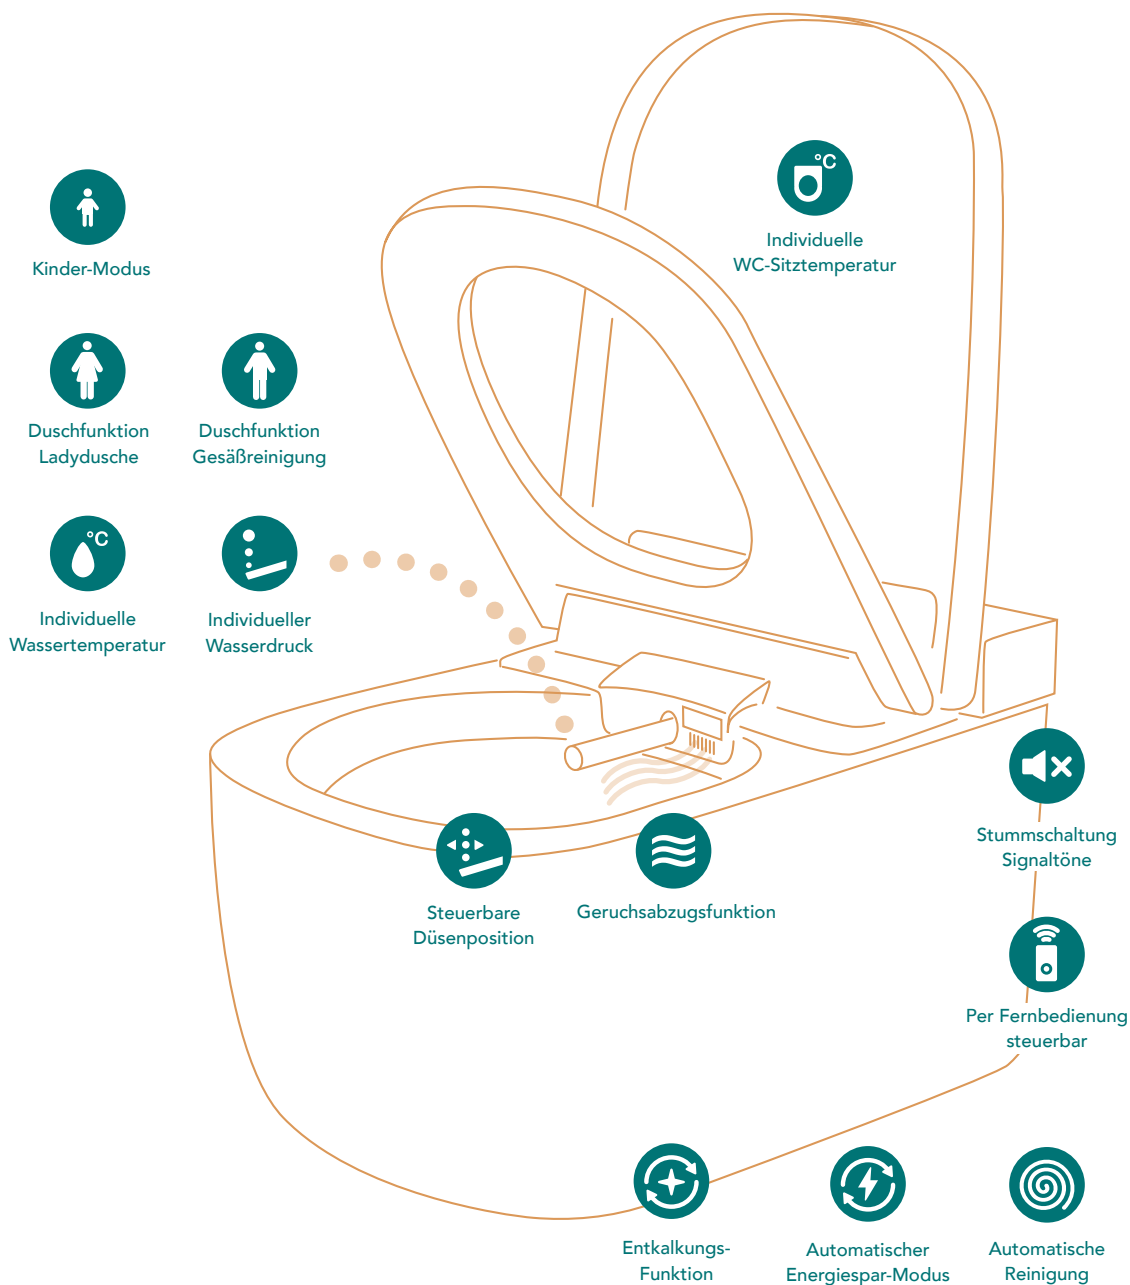 °C
Individuelle
WC-Sitztemperatur
Kinder-Modus
Duschfunktion
Ladydusche
Duschfunktion
Gesäßreinigung
°C
Individuelle
Wassertemperatur
Individueller
Wasserdruck
Stummschaltung
Signaltöne
Steuerbare
Düsenposition
Geruchsabzugsfunktion
Per Fernbedienung
steuerbar
Entkalkungs-
Funktion
Automatischer
Energiespar-Modus
Automatische
Reinigung